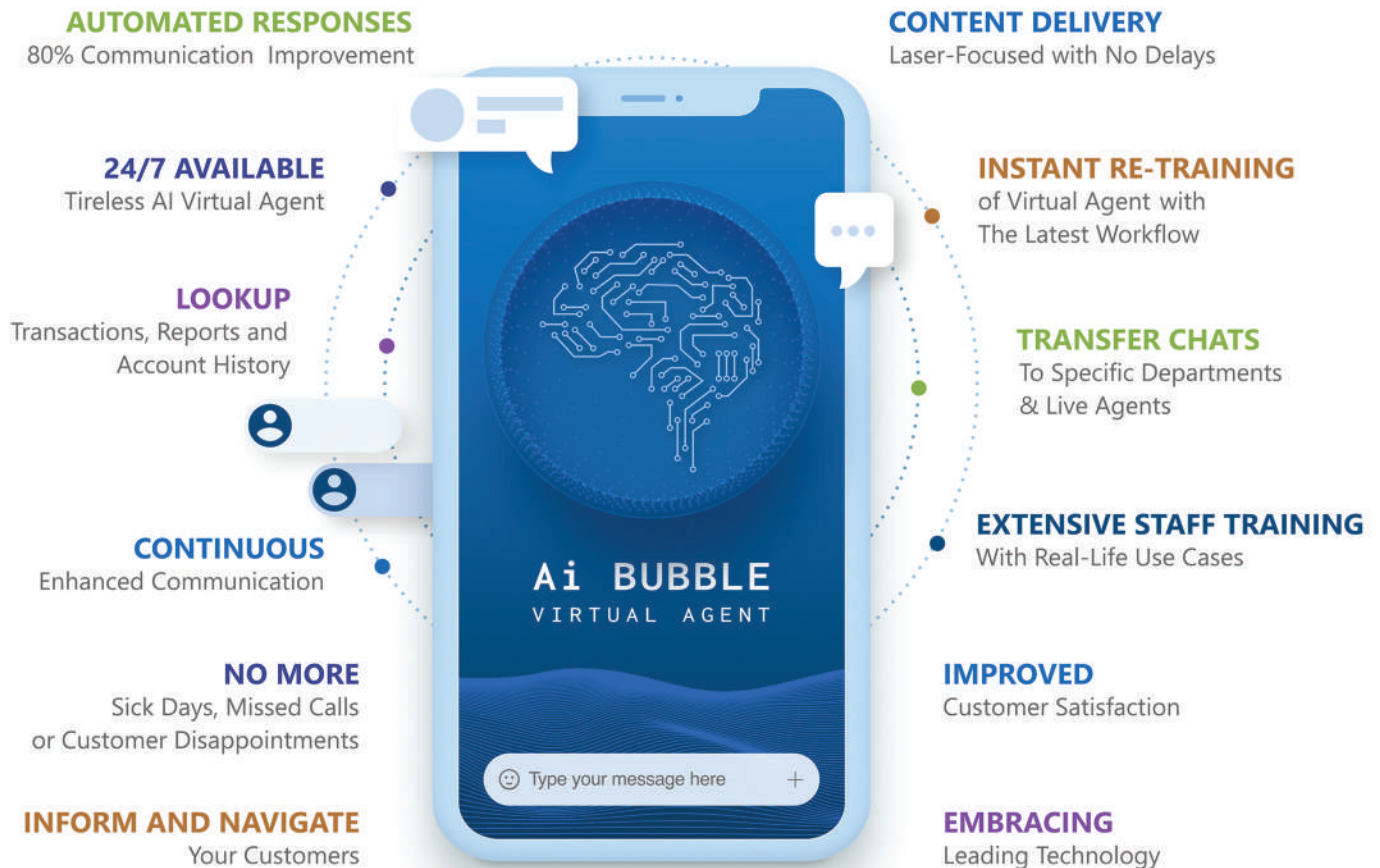 AUTOMATED RESPONSES
80% Communication Improvement
24/7 AVAILABLE
Tireless AI Virtual Agent
LOOKUP
Transactions, Reports and
Account History
CONTINUOUS
Enhanced Communication
NO MORE
Sick Days, Missed Calls
or Customer Disappointments
INFORM AND NAVIGATE
Your Customers
Ai BUBBLE
VIRTUAL AGENT
Type your message here
CONTENT DELIVERY
Laser-Focused with No Delays
INSTANT RE-TRAINING
of Virtual Agent with
The Latest Workflow
TRANSFER CHATS
To Specific Departments
& Live Agents
EXTENSIVE STAFF TRAINING
With Real-Life Use Cases
IMPROVED
Customer Satisfaction
EMBRACING
Leading Technology